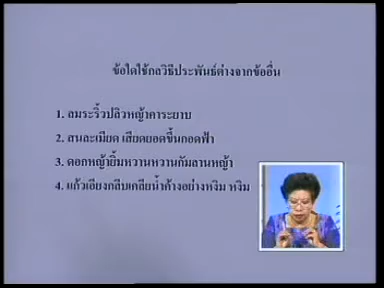 ข้อใดใช้กลวิธีประพันธ์ต่างจากข้ออื่น
1. ลมระริ้วปลิวหญ้าคาระยาบ
2. สนละเมียด เสียดยอดขึ้นกอดฟ้า
3. ดอกหญ้ายิ้มหวานหวานกับลานหญ้า
4. แก้วเอียงกลีบเคลียน้ำค้างอย่างหงิม หงิม